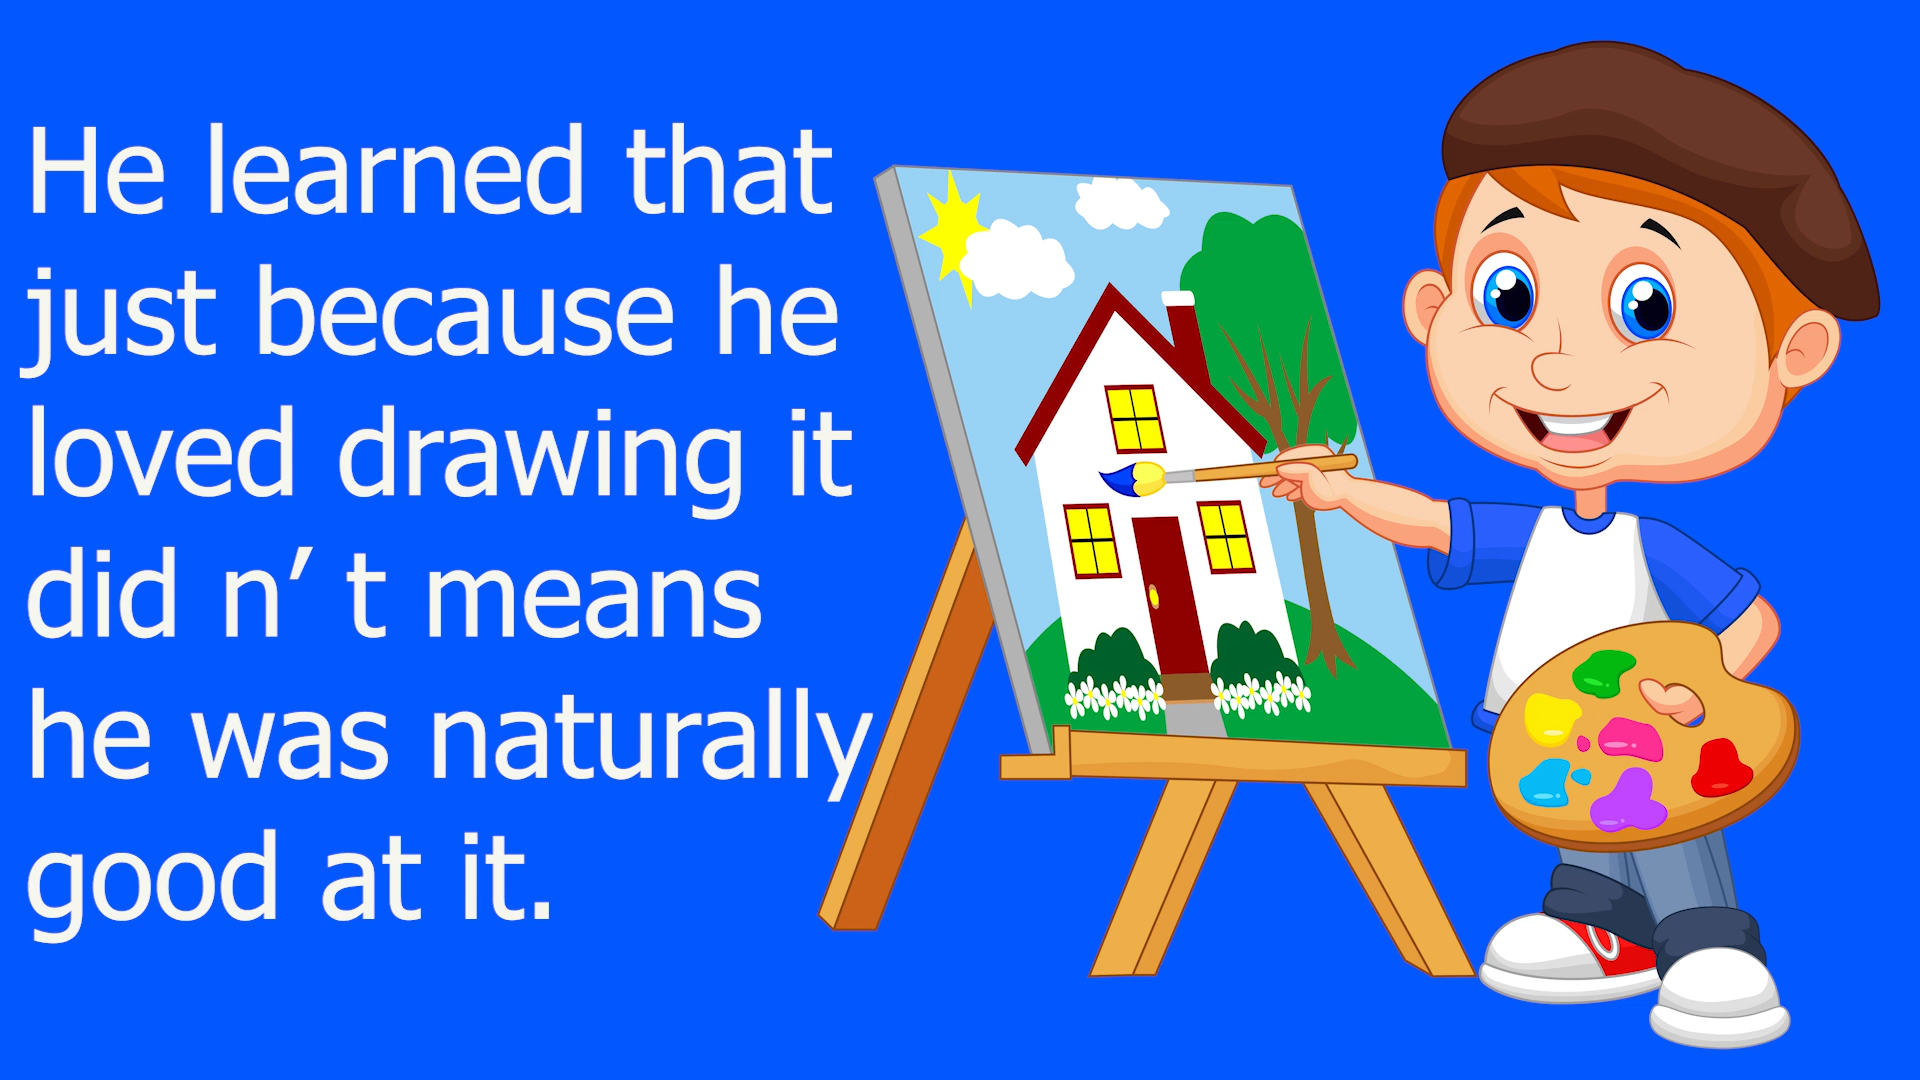 He learned that
just because he
loved drawing it
did n’ t means
he was naturally
good at it.